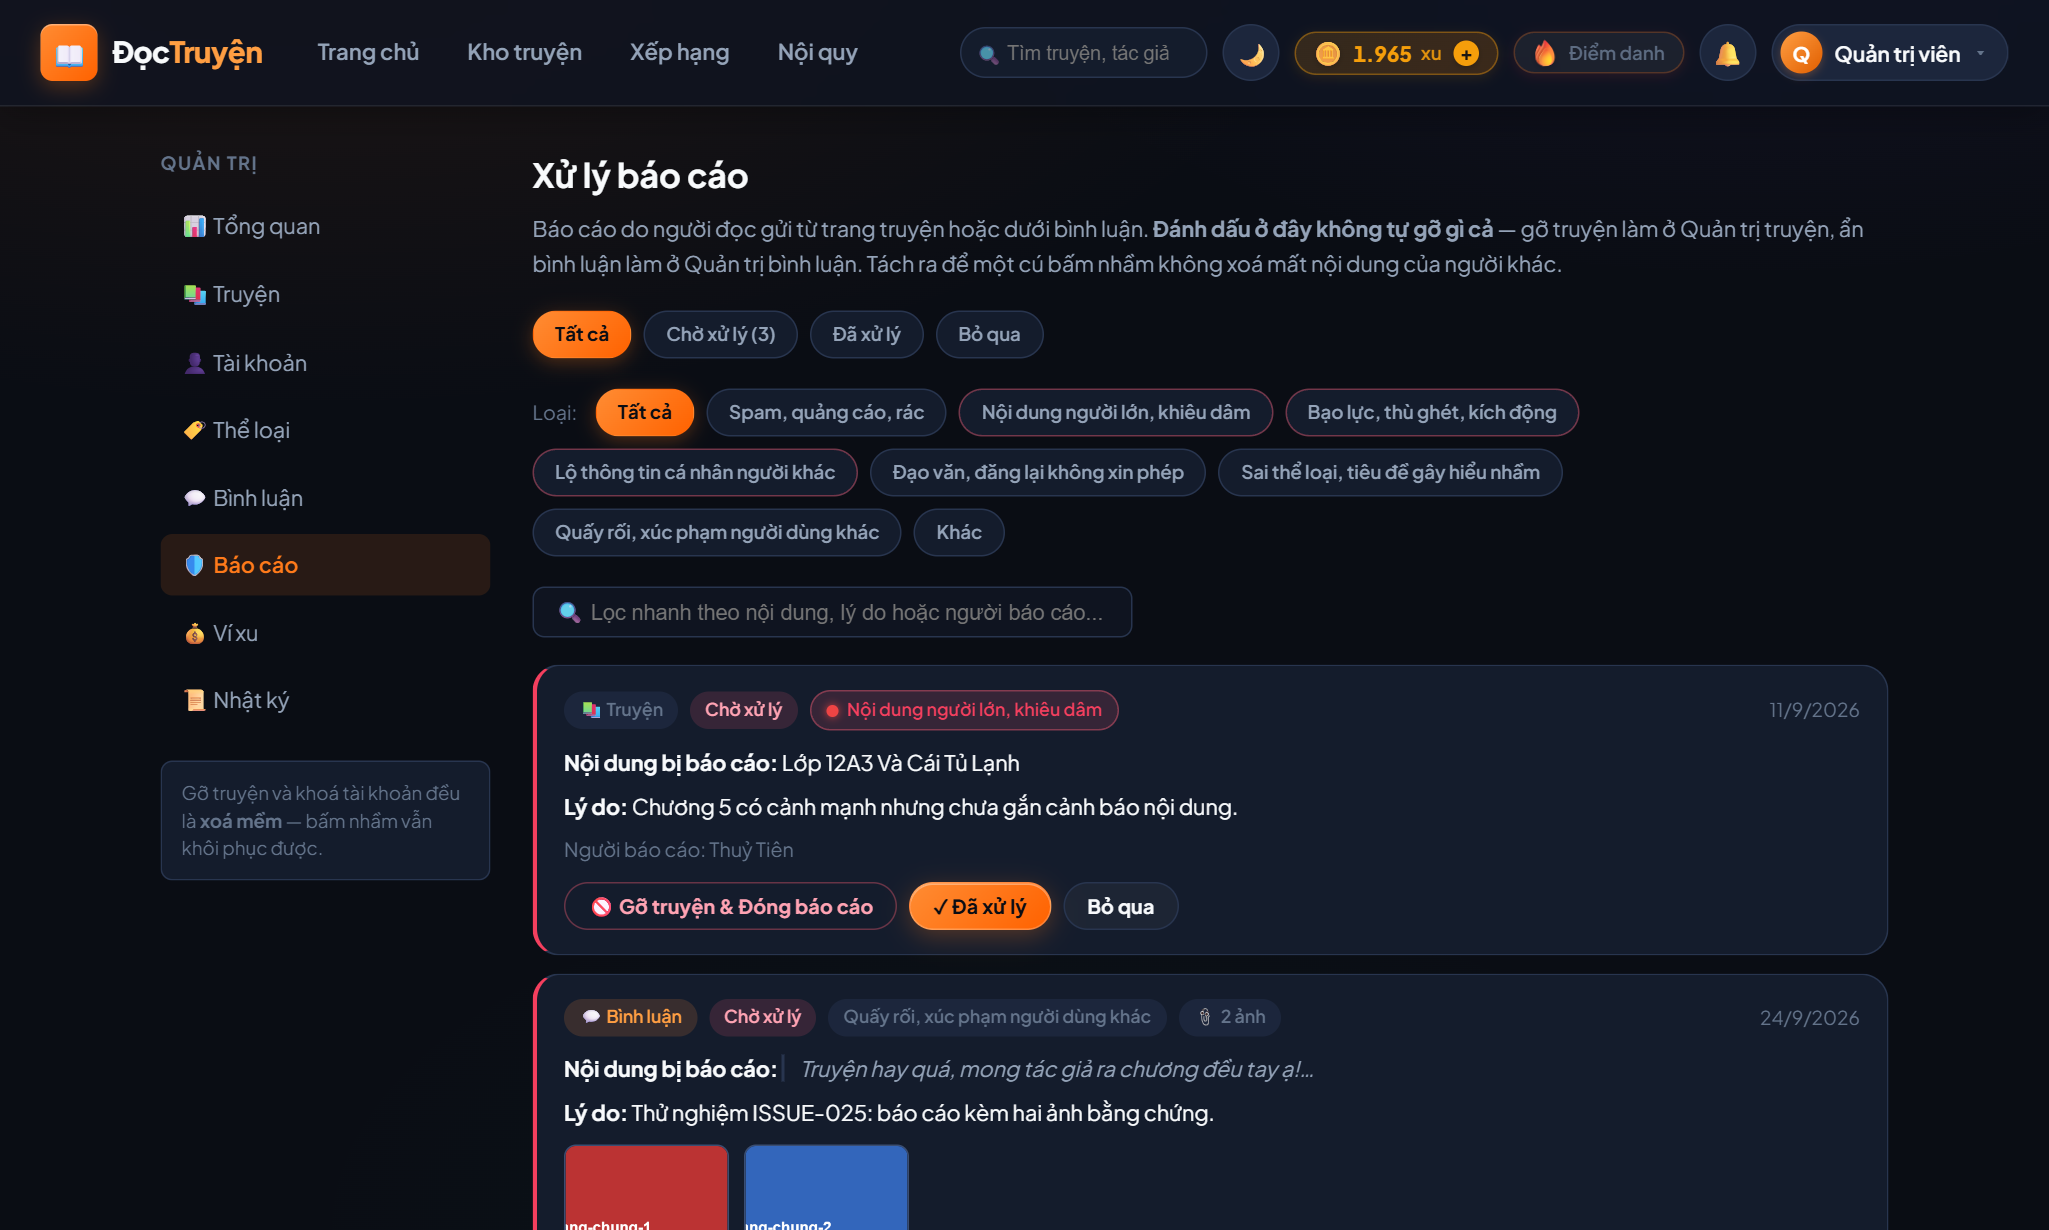 ĐọcTruyện
Trang chủ
Kho truyện
Xếp hạng
Nội quy
Tìm truyện, tác giả
1.965 xu +
Điểm danh
Q
Quản trị viên
QUẢN TRỊ
Tổng quan
Truyện
Tài khoản
Thể loại
Bình luận
Báo cáo
Ví xu
Nhật ký
Gỡ truyện và khoá tài khoản đều
là xoá mềm — bấm nhầm vẫn
khôi phục được.
Xử lý báo cáo
Báo cáo do người đọc gửi từ trang truyện hoặc dưới bình luận. Đánh dấu ở đây không tự gỡ gì cả — gỡ truyện làm ở Quản trị truyện, ẩn
bình luận làm ở Quản trị bình luận. Tách ra để một cú bấm nhầm không xoá mất nội dung của người khác.
Tất cả
Chờ xử lý (3)
Đã xử lý
Bỏ qua
Loại:
Tất cả
Spam, quảng cáo, rác
Nội dung người lớn, khiêu dâm
Bạo lực, thù ghét, kích động
Lộ thông tin cá nhân người khác
Đạo văn, đăng lại không xin phép
Sai thể loại, tiêu đề gây hiểu nhầm
Quấy rối, xúc phạm người dùng khác
Khác
Lọc nhanh theo nội dung, lý do hoặc người báo cáo...
Truyện
Chờ xử lý
Nội dung người lớn, khiêu dâm
11/9/2026
Nội dung bị báo cáo: Lớp 12A3 Và Cái Tủ Lạnh
Lý do: Chương 5 có cảnh mạnh nhưng chưa gắn cảnh báo nội dung.
Người báo cáo: Thuỷ Tiên
Gỡ truyện & Đóng báo cáo
✓ Đã xử lý
Bỏ qua
Bình luận
Chờ xử lý
Quấy rối, xúc phạm người dùng khác
2 ảnh
24/9/2026
Nội dung bị báo cáo: Truyện hay quá, mong tác giả ra chương đều tay ạ!...
Lý do: Thử nghiệm ISSUE-025: báo cáo kèm hai ảnh bằng chứng.
ng-chung-1
ng-chung-2